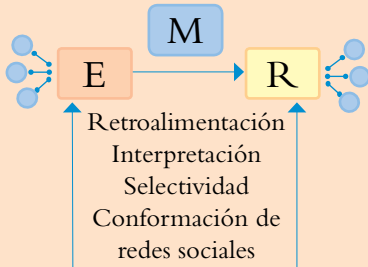 M
E
R
Retroalimentación
Interpretación
Selectividad
Conformación de
redes sociales